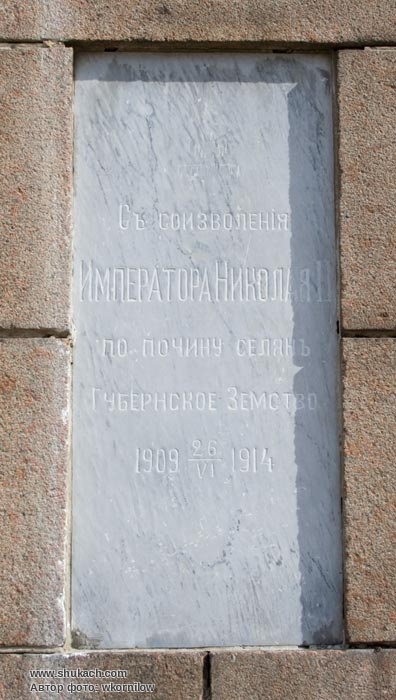 Съ соизволенія
Императора Николая II
по почину селянъ
Губернское Земство
1909 26/VI 1914
www.shukach.com
Автор фото: wkornilow